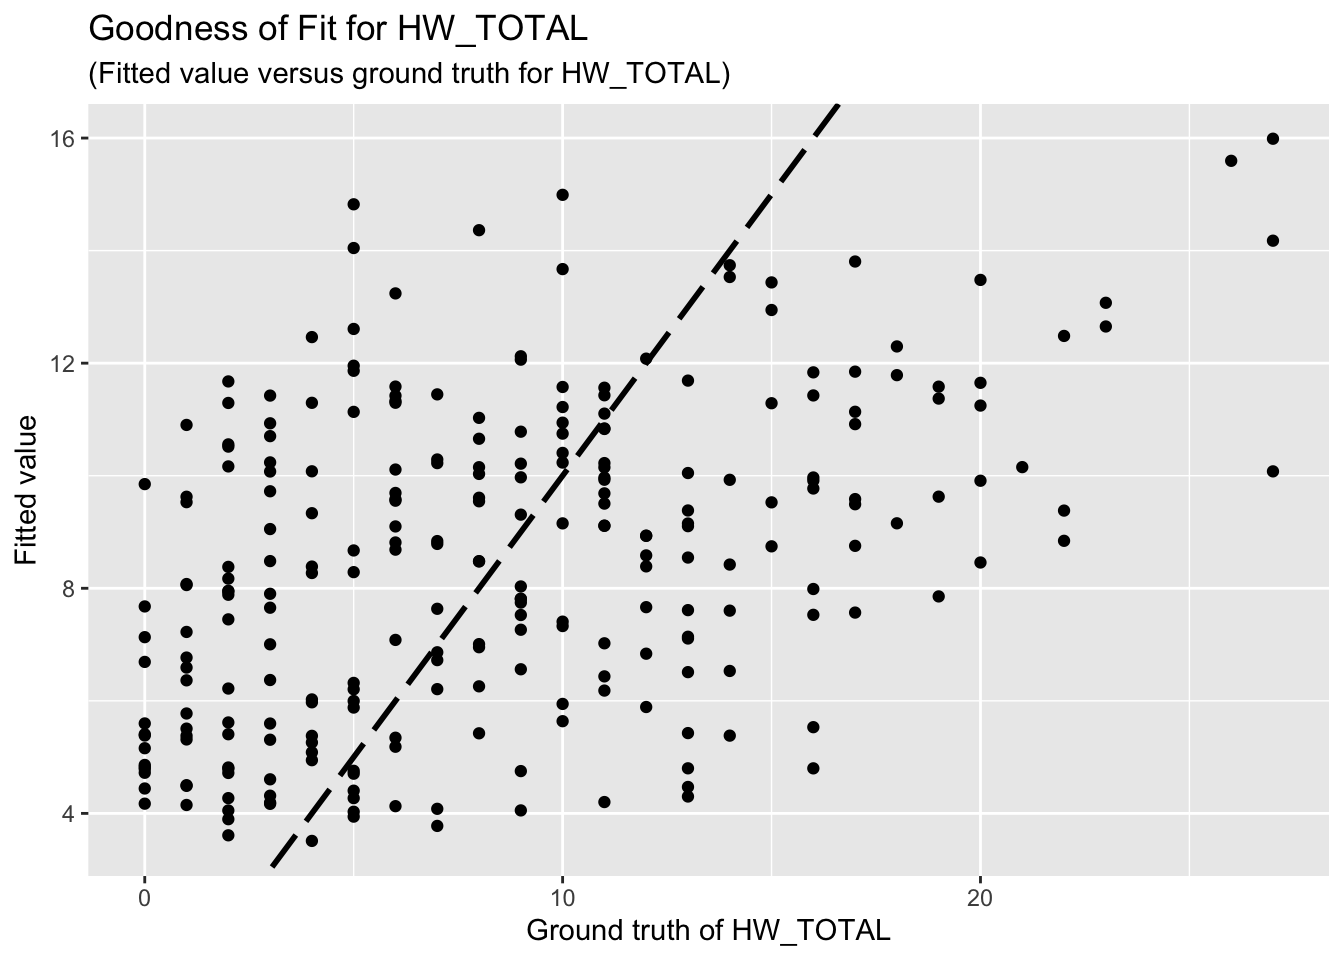 Goodness of Fit for HW_TOTAL
(Fitted value versus ground truth for HW_TOTAL)
16
12
8
4
Fitted value
0 10 20
Ground truth of HW_TOTAL